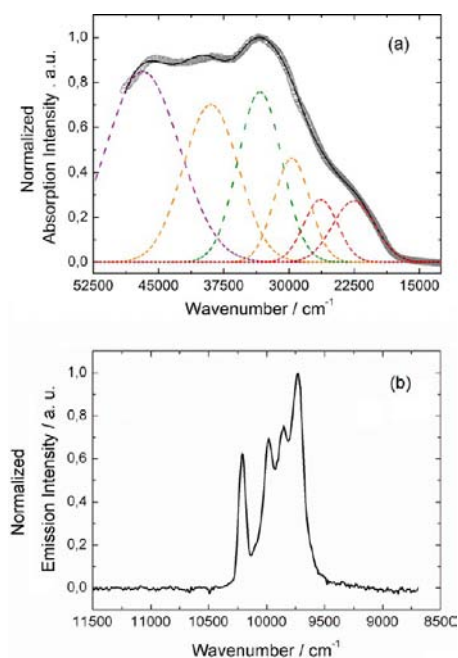 (a)
Normalized
Absorption Intensity . a.u.
1,0
0,8
0,6
0,4
0,2
0,0
52500 45000 37500 30000 22500 15000
Wavenumber / cm⁻¹
(b)
Normalized
Emission Intensity / a. u.
1,0
0,8
0,6
0,4
0,2
0,0
11500 11000 10500 10000 9500 9000 850
Wavenumber / cm⁻¹